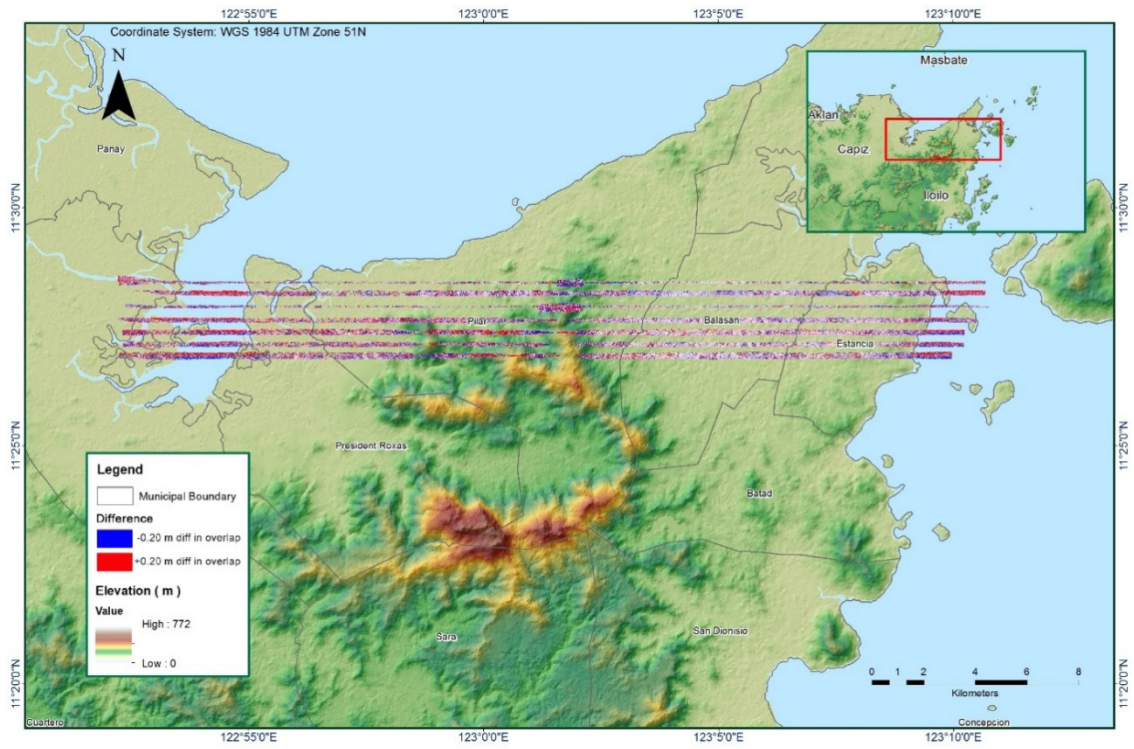 122°55'0"E 123°0'0"E 123°5'0"E 123°10'0"E
Coordinate System: WGS 1984 UTM Zone 51N
N
Masbate
Aklan
Capiz
Iloilo
Panay
11°30'0"N 11°30'0"N
Pilar
Balasan
Estancia
11°25'0"N 11°25'0"N
President Roxas
Batad
Legend
Municipal Boundary
Difference
-0.20 m diff in overlap
+0.20 m diff in overlap
Elevation ( m )
Value
High : 772
Low : 0
Sara
San Dionisio
11°20'0"N 11°20'0"N
0 1 2 4 6 8
Kilometers
Cuartero
Concepcion
122°55'0"E 123°0'0"E 123°5'0"E 123°10'0"E